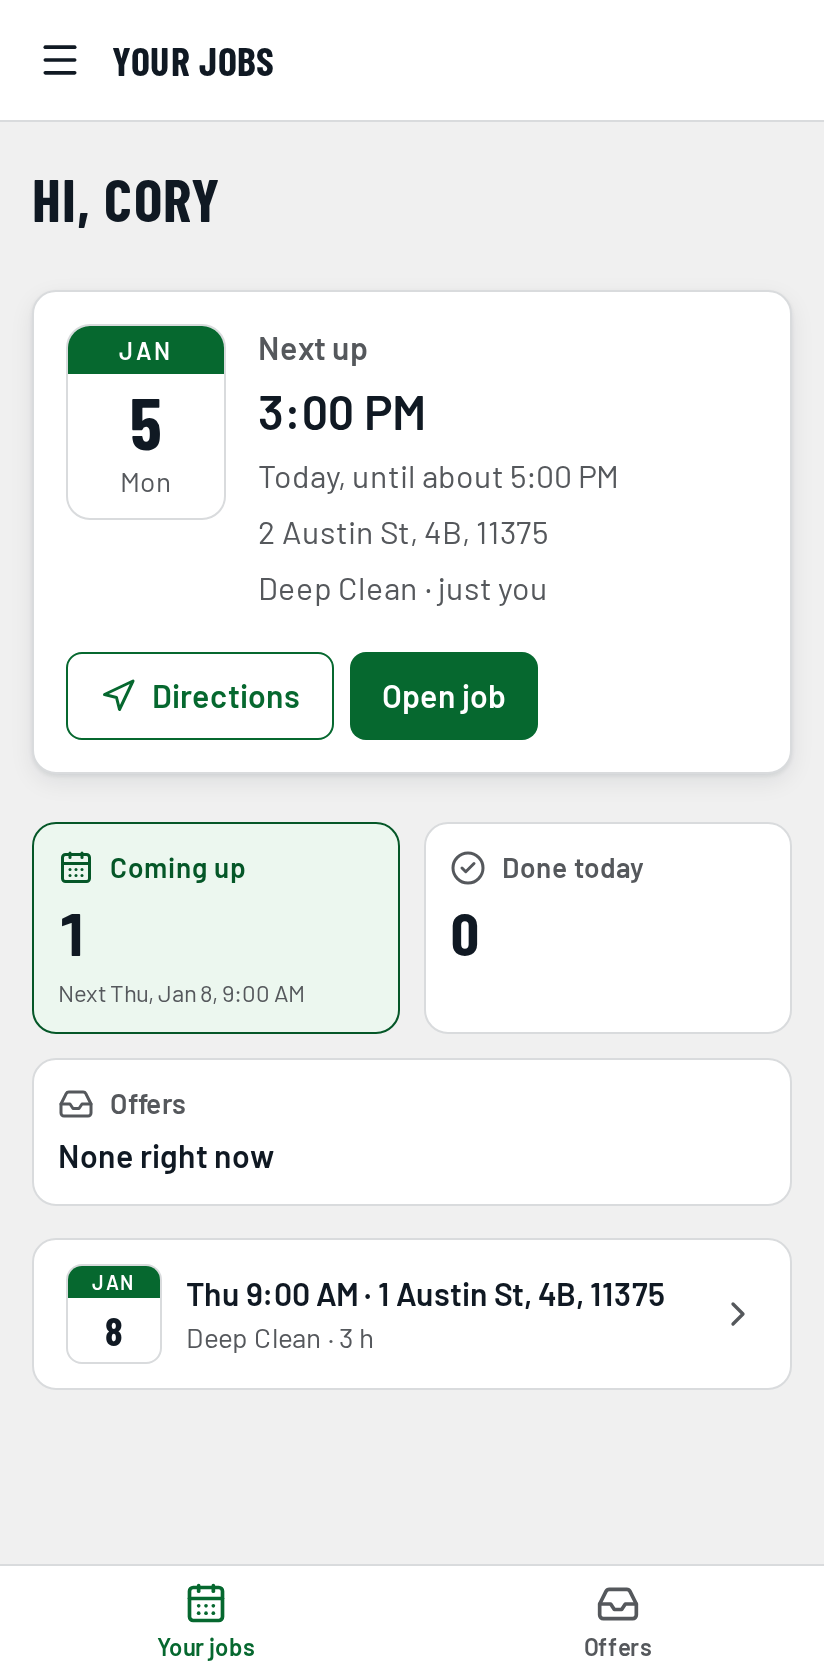 YOUR JOBS
HI, CORY
JAN
5
Mon
Next up
3:00 PM
Today, until about 5:00 PM
2 Austin St, 4B, 11375
Deep Clean · just you
Directions
Open job
Coming up
1
Next Thu, Jan 8, 9:00 AM
Done today
0
Offers
None right now
JAN
8
Thu 9:00 AM · 1 Austin St, 4B, 11375
Deep Clean · 3 h
Your jobs
Offers